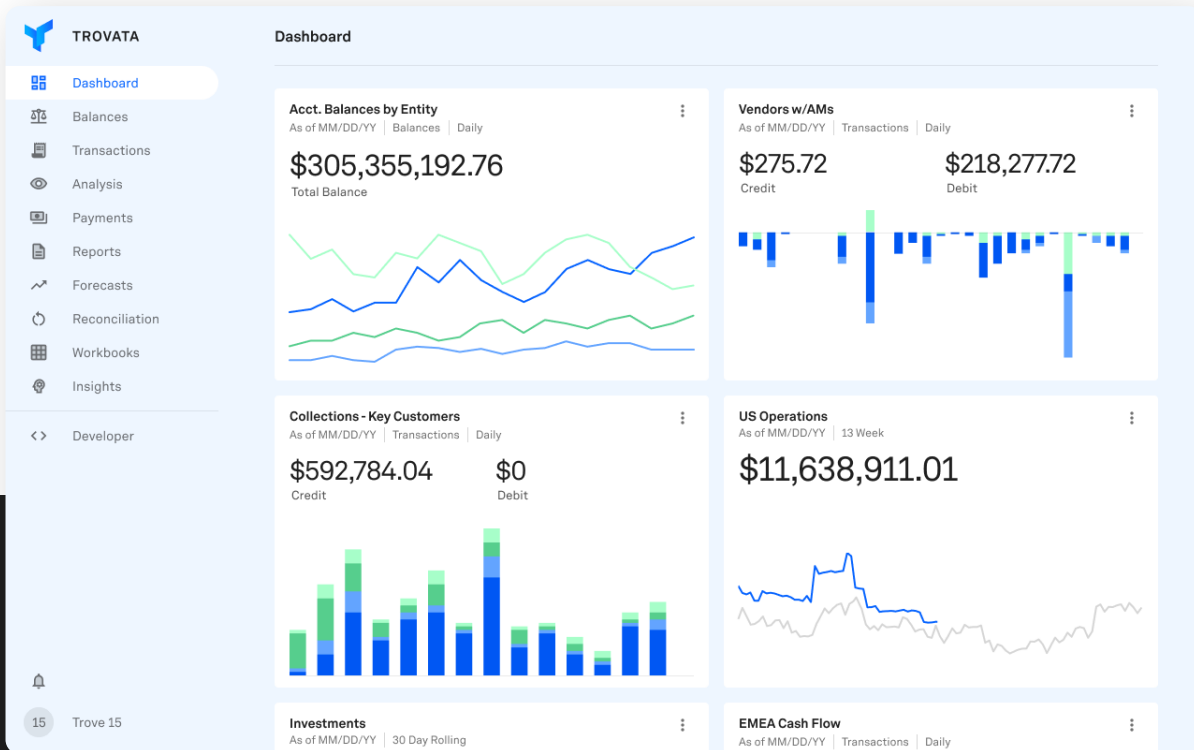 TROVATA
Dashboard
Balances
Transactions
Analysis
Payments
Reports
Forecasts
Reconciliation
Workbooks
Insights
Developer
15 Trove 15
Dashboard
Acct. Balances by Entity
As of MM/DD/YY Balances Daily
$305,355,192.76
Total Balance
Vendors w/AMs
As of MM/DD/YY Transactions Daily
$275.72 $218,277.72
Credit Debit
Collections - Key Customers
As of MM/DD/YY Transactions Daily
$592,784.04 $0
Credit Debit
US Operations
As of MM/DD/YY 13 Week
$11,638,911.01
Investments
As of MM/DD/YY 30 Day Rolling
EMEA Cash Flow
As of MM/DD/YY Transactions Daily